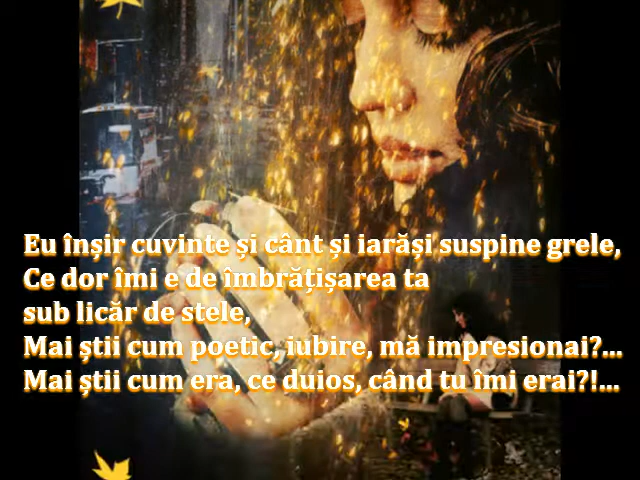 Eu înșir cuvinte și cânt și iarăși suspine grele,
Ce dor îmi e de îmbrățișarea ta
sub licăr de stele,
Mai știi cum poetic, iubire, mă impresionai?...
Mai știi cum era, ce duios, când tu îmi erai?!...